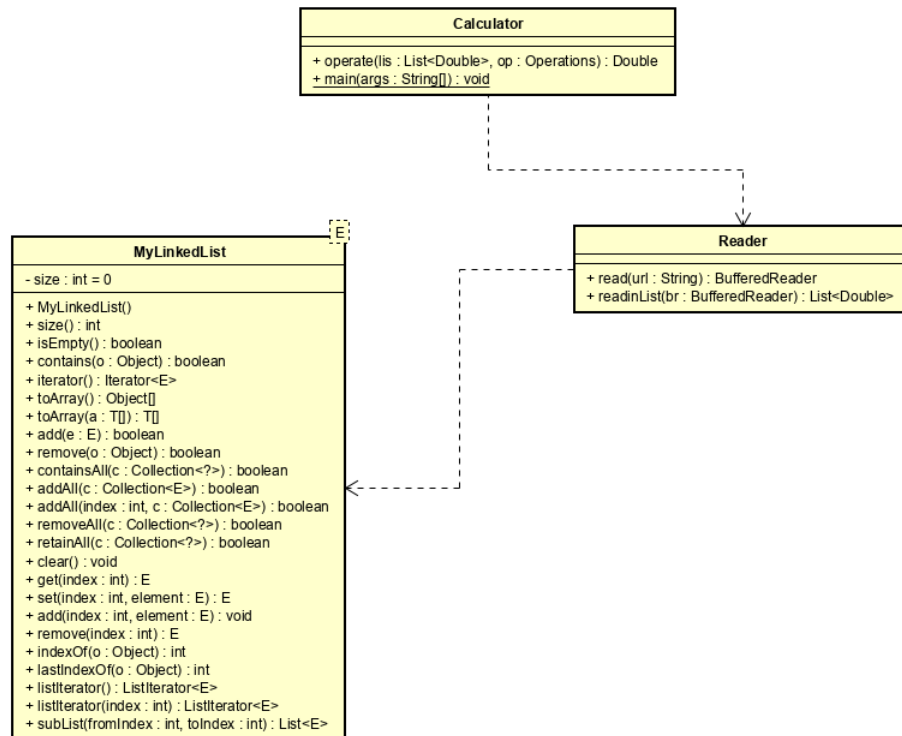 Calculator
+ operate(lis : List<Double>, op : Operations) : Double
+ main(args : String[]) : void
E
MyLinkedList
- size : int = 0
+ MyLinkedList()
+ size() : int
+ isEmpty() : boolean
+ contains(o : Object) : boolean
+ iterator() : Iterator<E>
+ toArray() : Object[]
+ toArray(a : T[]) : T[]
+ add(e : E) : boolean
+ remove(o : Object) : boolean
+ containsAll(c : Collection<?>) : boolean
+ addAll(c : Collection<E>) : boolean
+ addAll(index : int, c : Collection<E>) : boolean
+ removeAll(c : Collection<?>) : boolean
+ retainAll(c : Collection<?>) : boolean
+ clear() : void
+ get(index : int) : E
+ set(index : int, element : E) : E
+ add(index : int, element : E) : void
+ remove(index : int) : E
+ indexOf(o : Object) : int
+ lastIndexOf(o : Object) : int
+ listIterator() : ListIterator<E>
+ listIterator(index : int) : ListIterator<E>
+ subList(fromIndex : int, toIndex : int) : List<E>
Reader
+ read(url : String) : BufferedReader
+ readinList(br : BufferedReader) : List<Double>